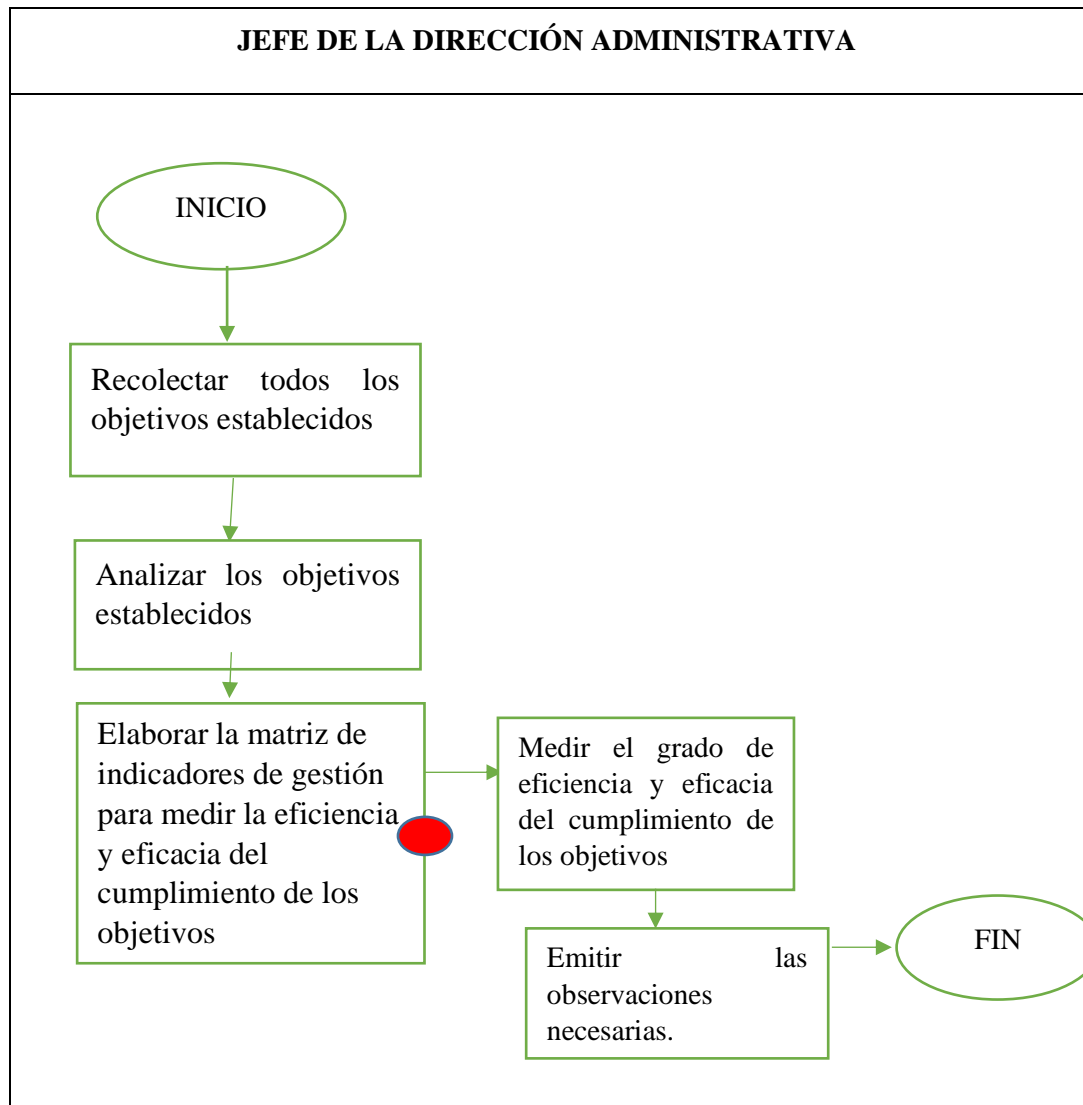 JEFE DE LA DIRECCIÓN ADMINISTRATIVA
INICIO
Recolectar todos los
objetivos establecidos
Analizar los objetivos
establecidos
Elaborar la matriz de
indicadores de gestión
para medir la eficiencia
y eficacia del
cumplimiento de los
objetivos
Medir el grado de
eficiencia y eficacia
del cumplimiento de
los objetivos
Emitir las
observaciones
necesarias.
FIN